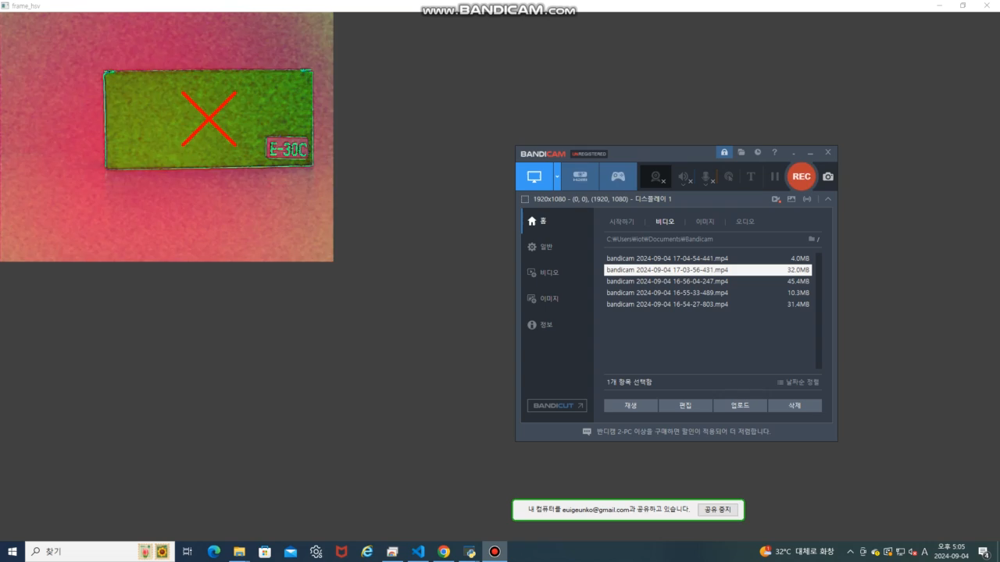 frame_hsv
www.BANDICAM.com
E-30C
BANDICAM UNREGISTERED
HDMI
T
REC
1920x1080 - (0, 0), (1920, 1080) - 디스플레이 1
홈
일반
비디오
이미지
정보
BANDICUT
시작하기 | 비디오 | 이미지 | 오디오
C:₩Users₩iot₩Documents₩Bandicam
/
bandicam 2024-09-04 17-04-54-441.mp4 4.0MB
bandicam 2024-09-04 17-03-56-431.mp4 32.0MB
bandicam 2024-09-04 16-56-04-247.mp4 45.4MB
bandicam 2024-09-04 16-55-33-489.mp4 10.3MB
bandicam 2024-09-04 16-54-27-803.mp4 31.4MB
1개 항목 선택함
날짜순 정렬
재생 편집 업로드 삭제
반디캠 2-PC 이상을 구매하면 할인이 적용되어 더 저렴합니다.
내 컴퓨터를 euigeunko@gmail.com과 공유하고 있습니다. 공유 중지
찾기
32°C 대체로 화창
A
오후 5:05
2024-09-04
4